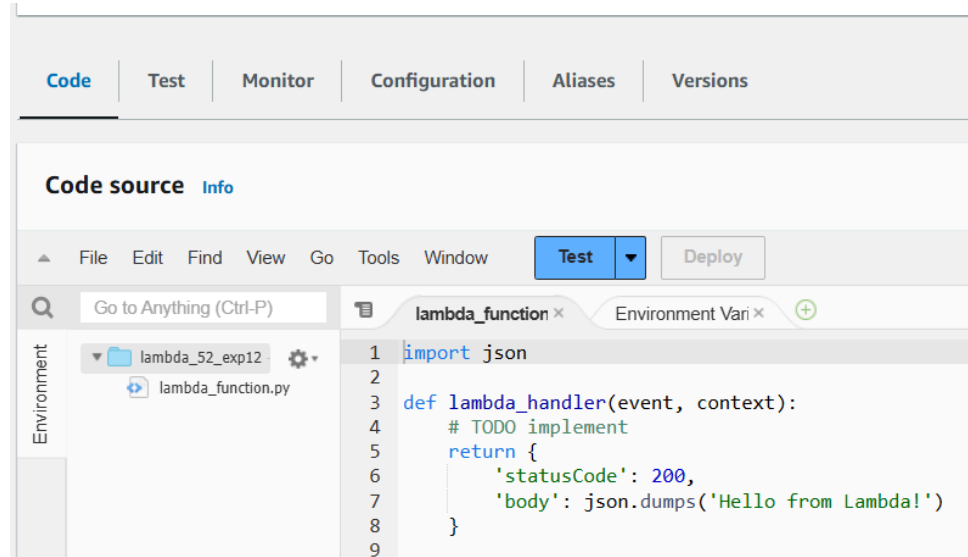 Code Test Monitor Configuration Aliases Versions
Code source Info
File Edit Find View Go Tools Window Test Deploy
Go to Anything (Ctrl-P) lambda_function × Environment Vari ×
Environment
lambda_52_exp12 -
lambda_function.py
1 import json
2
3 def lambda_handler(event, context):
4     # TODO implement
5     return {
6         'statusCode': 200,
7         'body': json.dumps('Hello from Lambda!')
8     }
9